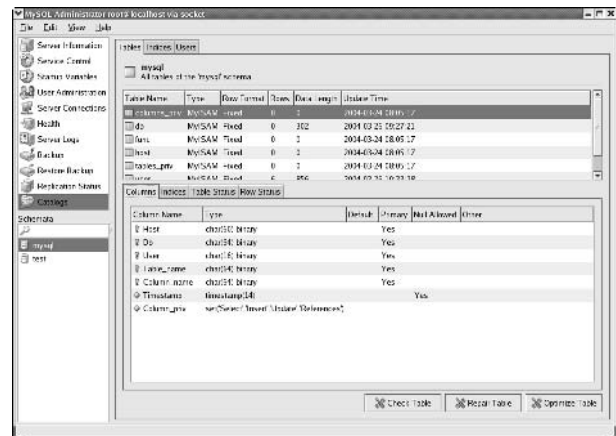 MySQL Administrator root@localhost via socket
File Edit View Help
Server Information
Service Control
Startup Variables
User Administration
Server Connections
Health
Server Logs
Backup
Restore Backup
Replication Status
Catalogs
Schemata
mysql
test
Tables Indices Users
mysql
All tables of the 'mysql' schema
Table Name Type Row Format Rows Data Length Update Time
columns_priv MyISAM Fixed 0 0 2004-03-24 08:05:17
db MyISAM Fixed 302 2004-03-25 09:27:21
func MyISAM Fixed 0 0 2004-03-24 08:05:17
host MyISAM Fixed 0 0 2004-03-24 08:05:17
tables_priv MyISAM Fixed 0 0 2004-03-24 08:05:17
user MyISAM Fixed 6 856
Columns Indices Table Status Row Status
Column Name Type Default Primary Null Allowed Other
Host char(60) binary Yes
Db char(64) binary Yes
User char(16) binary Yes
Table_name char(64) binary Yes
Column_name char(64) binary Yes
Timestamp timestamp(14) Yes
Column_priv set('Select','Insert','Update','References')
Check Table Repair Table Optimize Table